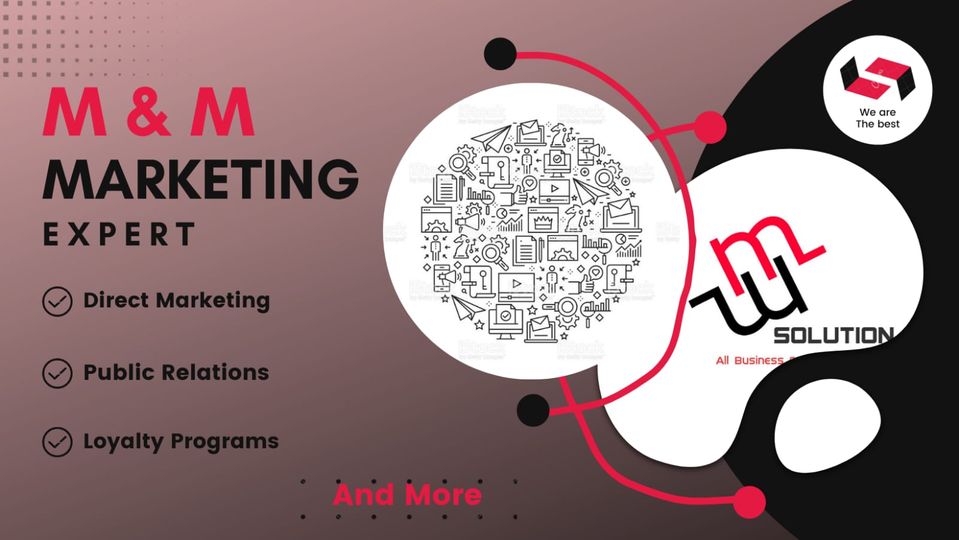 M & M
MARKETING
EXPERT
Direct Marketing
Public Relations
Loyalty Programs
And More
We are
The best
SOLUTION
All Business